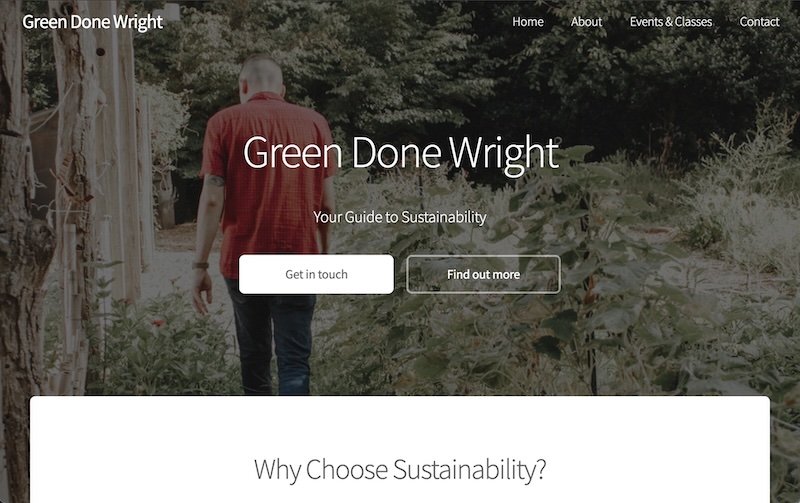 Green Done Wright
Home About Events & Classes Contact
Green Done Wright
Your Guide to Sustainability
Get in touch Find out more
Why Choose Sustainability?